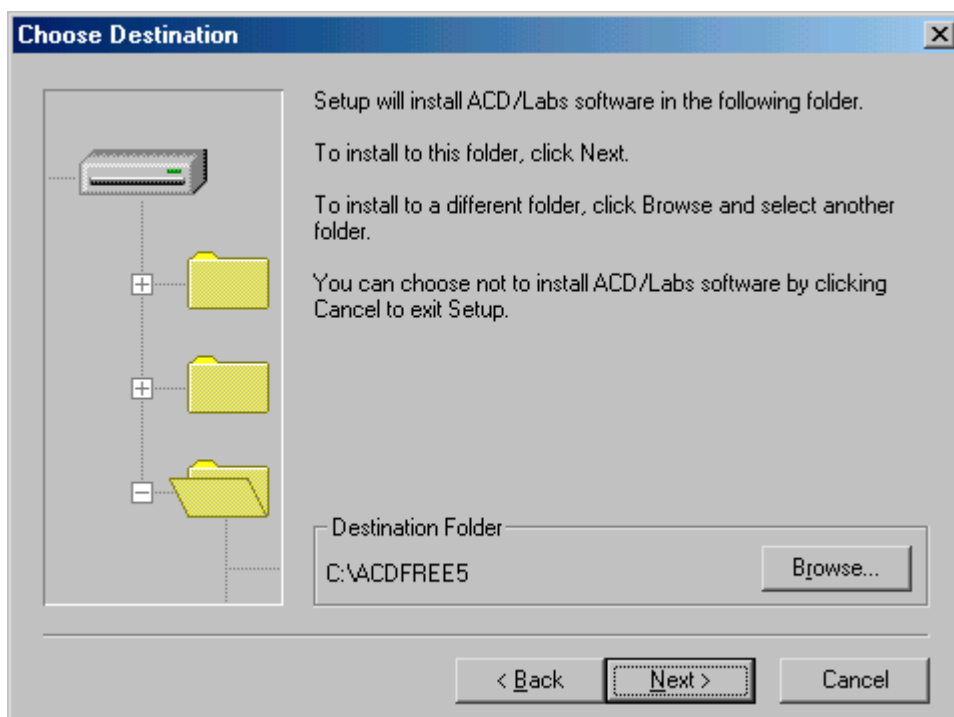 Choose Destination
Setup will install ACD/Labs software in the following folder.
To install to this folder, click Next.
To install to a different folder, click Browse and select another
folder.
You can choose not to install ACD/Labs software by clicking
Cancel to exit Setup.
Destination Folder
C:\ACDFREE5
Browse...
< Back
Next >
Cancel